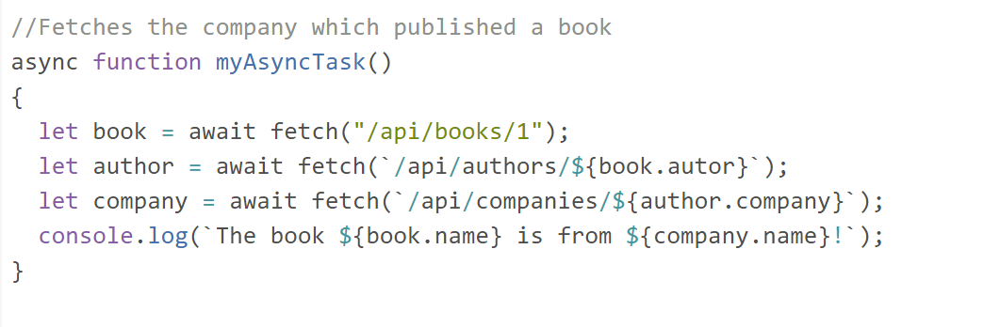 //Fetches the company which published a book
async function myAsyncTask()
{
  let book = await fetch("/api/books/1");
  let author = await fetch(`/api/authors/${book.autor}`);
  let company = await fetch(`/api/companies/${author.company}`);
  console.log(`The book ${book.name} is from ${company.name}!`);
}